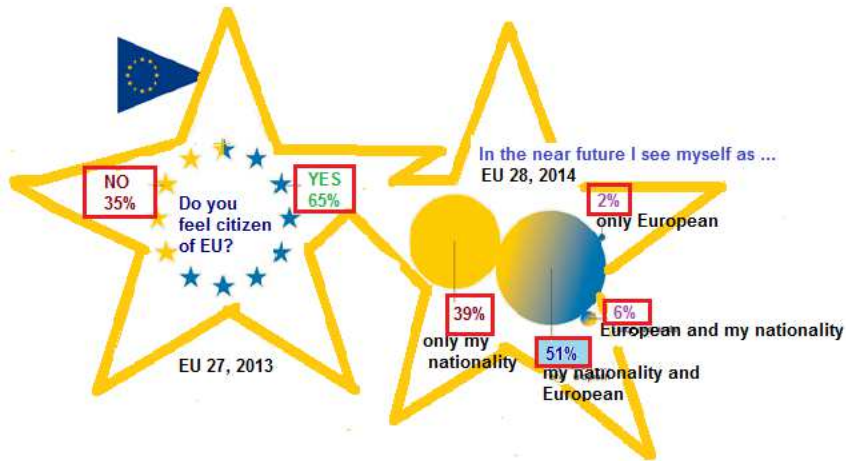 NO
35%
Do you
feel citizen
of EU?
YES
65%
EU 27, 2013
In the near future I see myself as ...
EU 28, 2014
2%
only European
39%
only my
nationality
6%
European and my nationality
51%
my nationality and
European